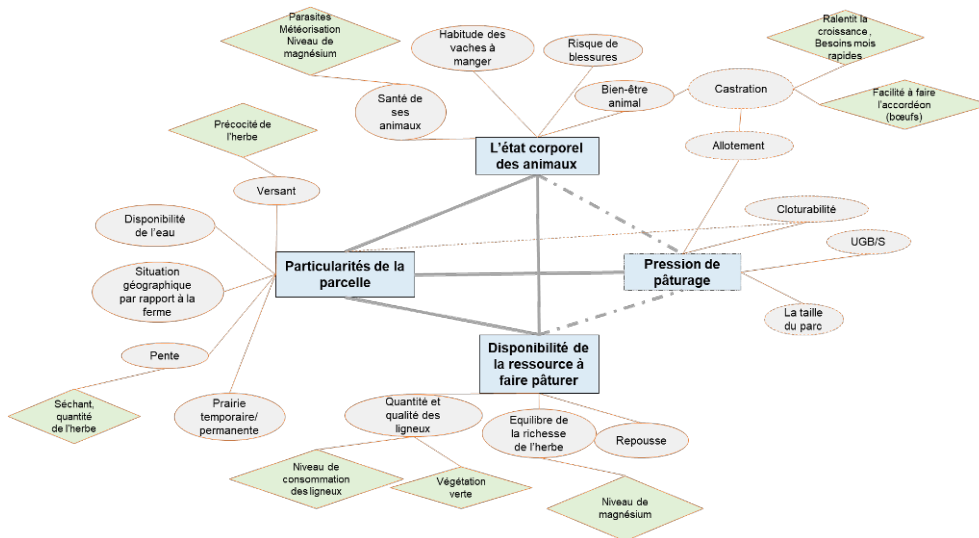 Parasites
Météorisation
Niveau de
magnésium
Habitude des
vaches à
manger
Risque de
blessures
Ralentit la
croissance,
Besoins mois
rapides
Santé de
ses
animaux
Bien-être
animal
Castration
Facilité à faire
l'accordéon
(bœufs)
Précocité de
l'herbe
L'état corporel
des animaux
Allotement
Versant
Cloturabilité
Disponibilité
de l'eau
UGB/S
Particularités de la
parcelle
Pression de
pâturage
Situation
géographique
par rapport à la
ferme
La taille
du parc
Pente
Disponibilité de
la ressource à
faire pâturer
Séchant,
quantité
de l'herbe
Prairie
temporaire/
permanente
Quantité et
qualité des
ligneux
Equilibre de
la richesse
de l'herbe
Repousse
Niveau de
consommation
des ligneux
Végétation
verte
Niveau de
magnésium